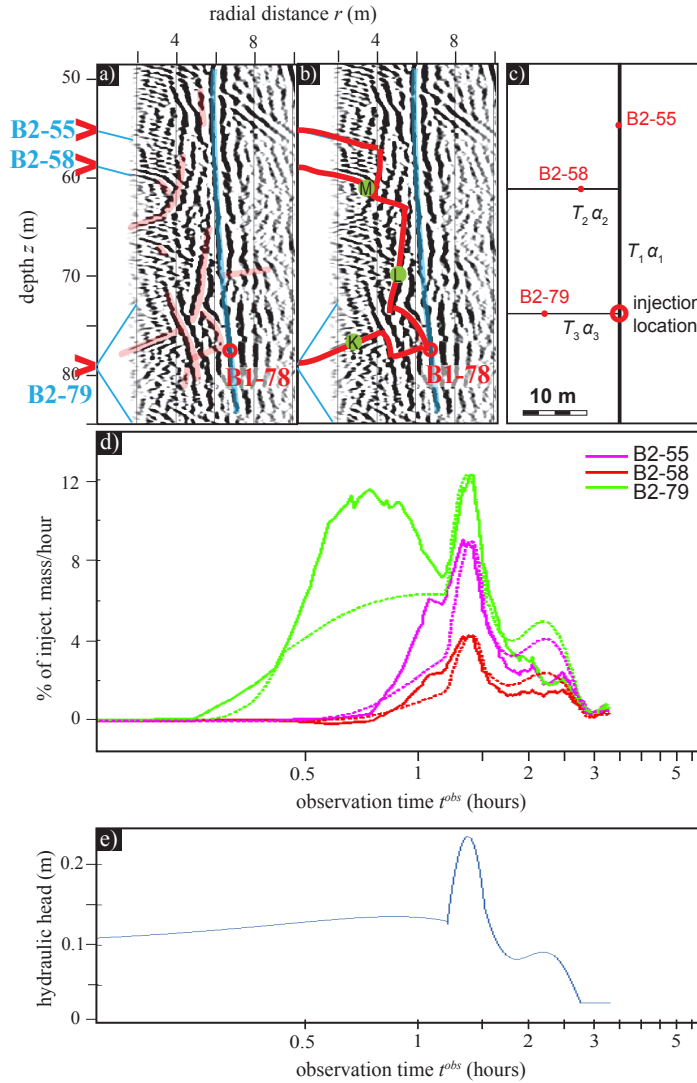 radial distance r (m)
4 8 4 8
a) b) c)
50
60
70
80
depth z (m)
B2-55
B2-58
B2-79
B1-78
M
L
K
B1-78
B2-55
B2-58
T2 α2
T1 α1
B2-79
injection
location
T3 α3
10 m
d)
B2-55
B2-58
B2-79
12
8
4
0
% of inject. mass/hour
0.5 1 2 3 5
observation time t^obs (hours)
e)
0.2
0.1
0
hydraulic head (m)
0.5 1 2 3 5
observation time t^obs (hours)